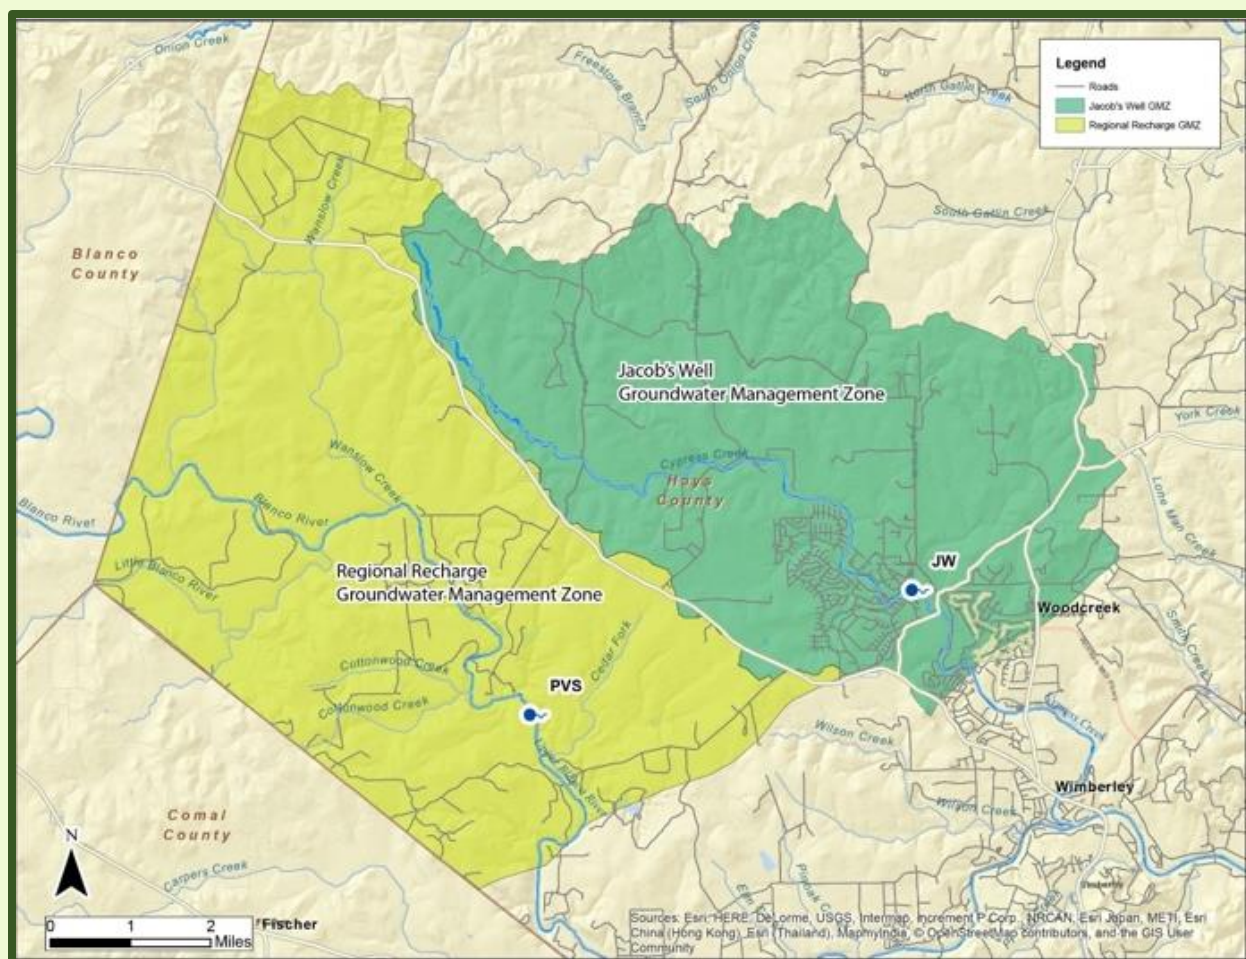 Onion Creek
Freestone Branch
South Onion Creek
North Gatlin Creek
Legend
Roads
Jacob's Well GMZ
Regional Recharge GMZ
Wanslow Creek
South Gatlin Creek
Blanco
County
Jacob's Well
Groundwater Management Zone
York Creek
Cypress Creek
Hays
County
Wanslow Creek
Blanco River
Blanco River
Lone Man Creek
Little Blanco River
Regional Recharge
Groundwater Management Zone
JW
Woodcreek
Smith Creek
Cedar Fork
Cottonwood Creek
Cottonwood Creek
PVS
Cypress Creek
Wilson Creek
Wimberley
Wilson Creek
Comal
County
N
Carpers Creek
Pinoak
0 1 2
Miles
Fischer
Sources: Esri, HERE, DeLorme, USGS, Intermap, increment P Corp., NRCAN, Esri Japan, METI, Esri
China (Hong Kong), Esri (Thailand), MapmyIndia, © OpenStreetMap contributors, and the GIS User
Community